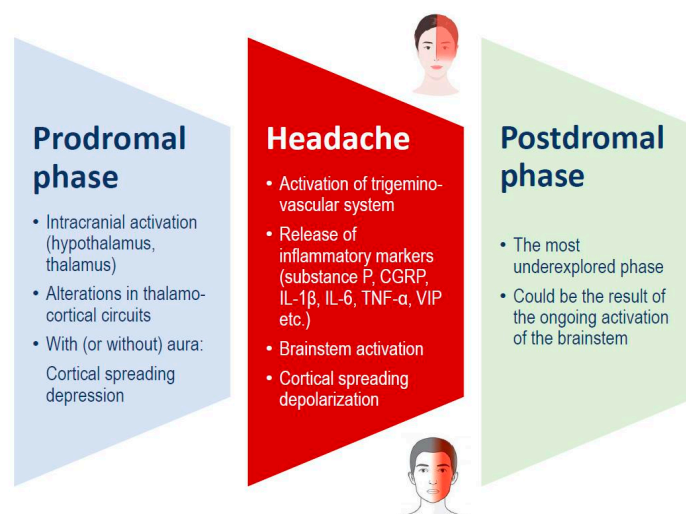 Prodromal
phase
• Intracranial activation
(hypothalamus,
thalamus)
• Alterations in thalamo-
cortical circuits
• With (or without) aura:
Cortical spreading
depression
Headache
• Activation of trigemino-
vascular system
• Release of
inflammatory markers
(substance P, CGRP,
IL-1β, IL-6, TNF-α, VIP
etc.)
• Brainstem activation
• Cortical spreading
depolarization
Postdromal
phase
• The most
underexplored phase
• Could be the result of
the ongoing activation
of the brainstem